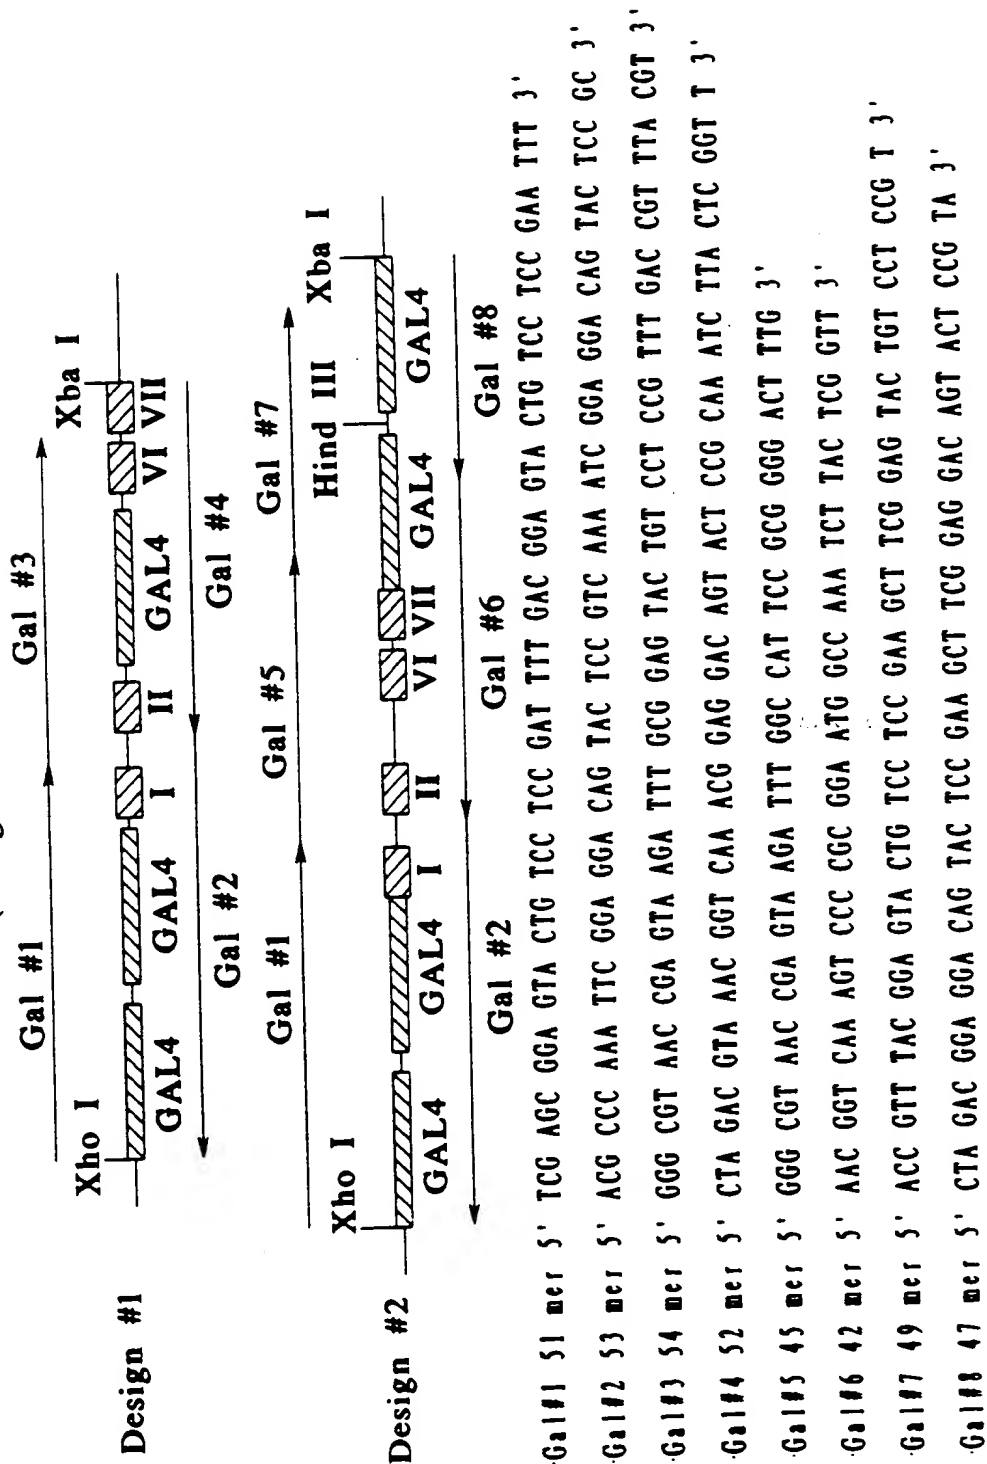 Gal #1 Gal #3
Xho I Xba I
Design #1
GAL4 GAL4 I II GAL4 VI VII
Gal #2 Gal #4
Gal #1 Gal #5 Gal #7
Xho I Hind III Xba I
Design #2
GAL4 GAL4 I II VI VII GAL4 GAL4
Gal #2 Gal #6 Gal #8
Gal#1 51 mer 5' TCG AGC GGA GTA CTG TCC TCC GAT TTT GAC GGA GTA CTG TCC TCC GAA TTT 3'
Gal#2 53 mer 5' ACG CCC AAA TTC GGA GGA CAG TAC TCC GTC AAA ATC GGA GGA CAG TAC TCC GC 3'
Gal#3 54 mer 5' GGG CGT AAC CGA GTA AGA TTT GCG GAG TAC TGT CCT CCG TTT GAC CGT TTA CGT 3'
Gal#4 52 mer 5' CTA GAC GTA AAC GGT CAA ACG GAG GAC AGT ACT CCG CAA ATC TTA CTC GGT T 3'
Gal#5 45 mer 5' GGG CGT AAC CGA GTA AGA TTT GGC CAT TCC GCG GGG ACT TTG 3'
Gal#6 42 mer 5' AAC GGT CAA AGT CCC CGC GGA ATG GCC AAA TCT TAC TCG GTT 3'
Gal#7 49 mer 5' ACC GTT TAC GGA GTA CTG TCC TCC GAA GCT TCG GAG TAC TGT CCT CCG T 3'
Gal#8 47 mer 5' CTA GAC GGA GGA CAG TAC TCC GAA GCT TCG GAG GAC AGT ACT CCG TA 3'